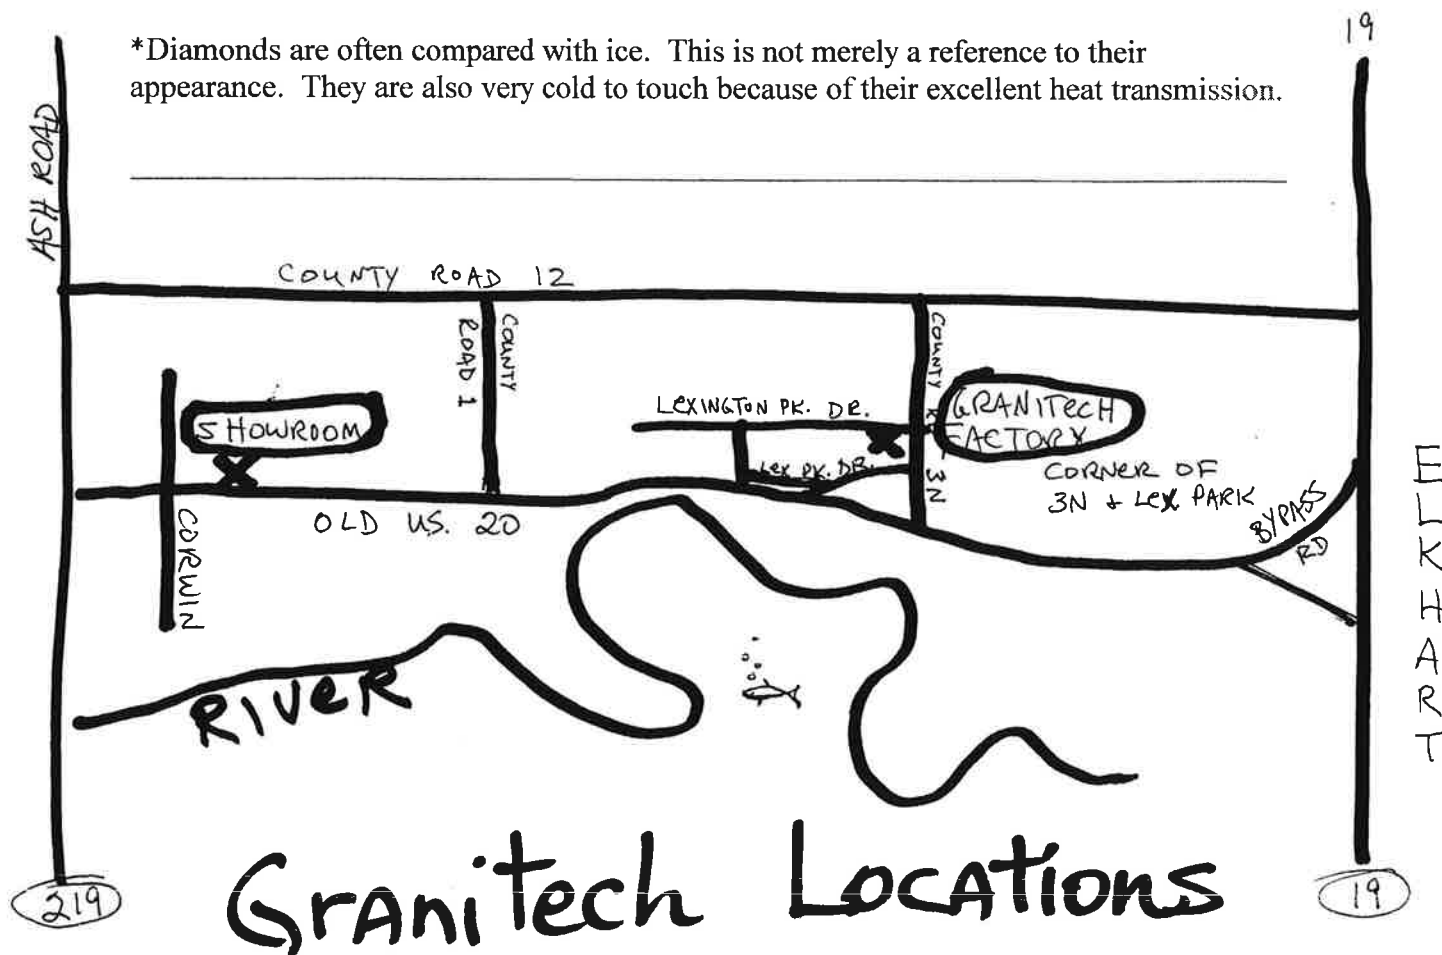 19
*Diamonds are often compared with ice. This is not merely a reference to their
appearance. They are also very cold to touch because of their excellent heat transmission.
ASH ROAD
COUNTY ROAD 12
COUNTY
ROAD 1
COUNTY
3N
SHOWROOM
LEXINGTON PK. DR.
GRANITECH
FACTORY
LEX PK. DR.
CORNER OF
3N + LEX PARK
BYPASS
RD
OLD US. 20
CORWIN
ELKHART
RIVER
219
19
Granitech Locations